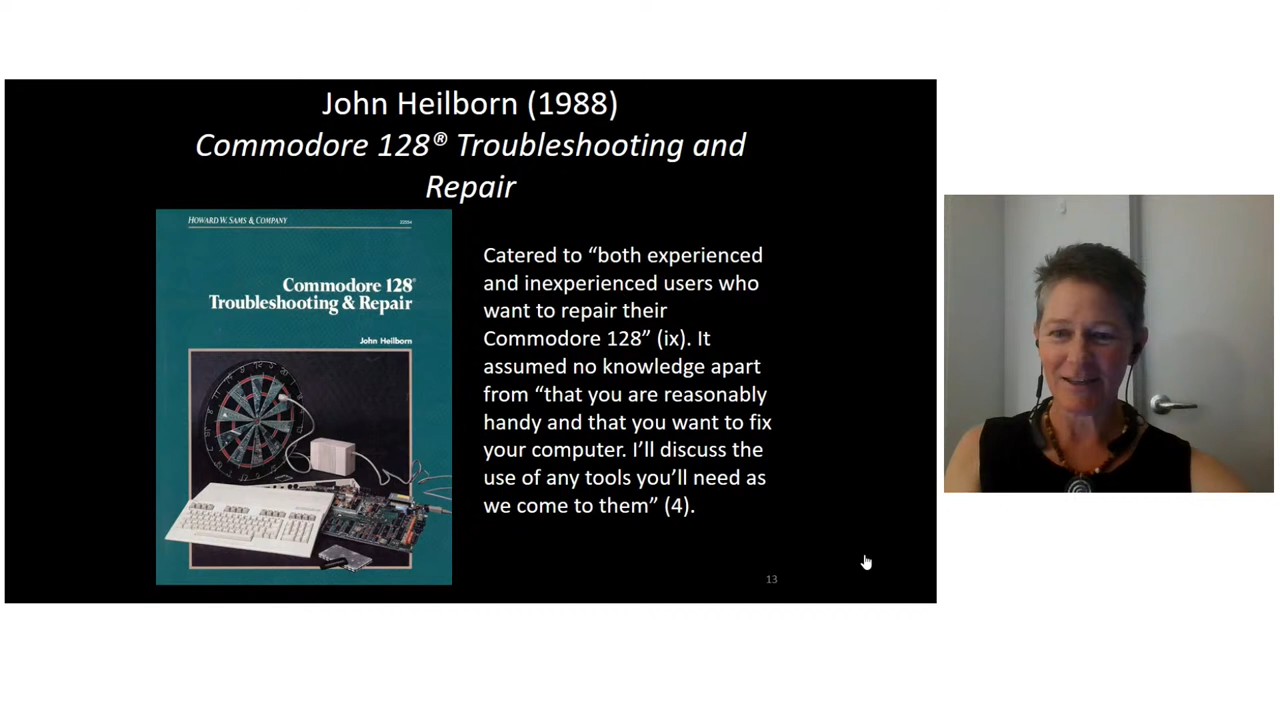 John Heilborn (1988)
Commodore 128® Troubleshooting and
Repair
HOWARD W. SAMS & COMPANY
22594
Commodore 128®
Troubleshooting & Repair
John Heilborn
Catered to “both experienced
and inexperienced users who
want to repair their
Commodore 128” (ix). It
assumed no knowledge apart
from “that you are reasonably
handy and that you want to fix
your computer. I’ll discuss the
use of any tools you’ll need as
we come to them” (4).
13